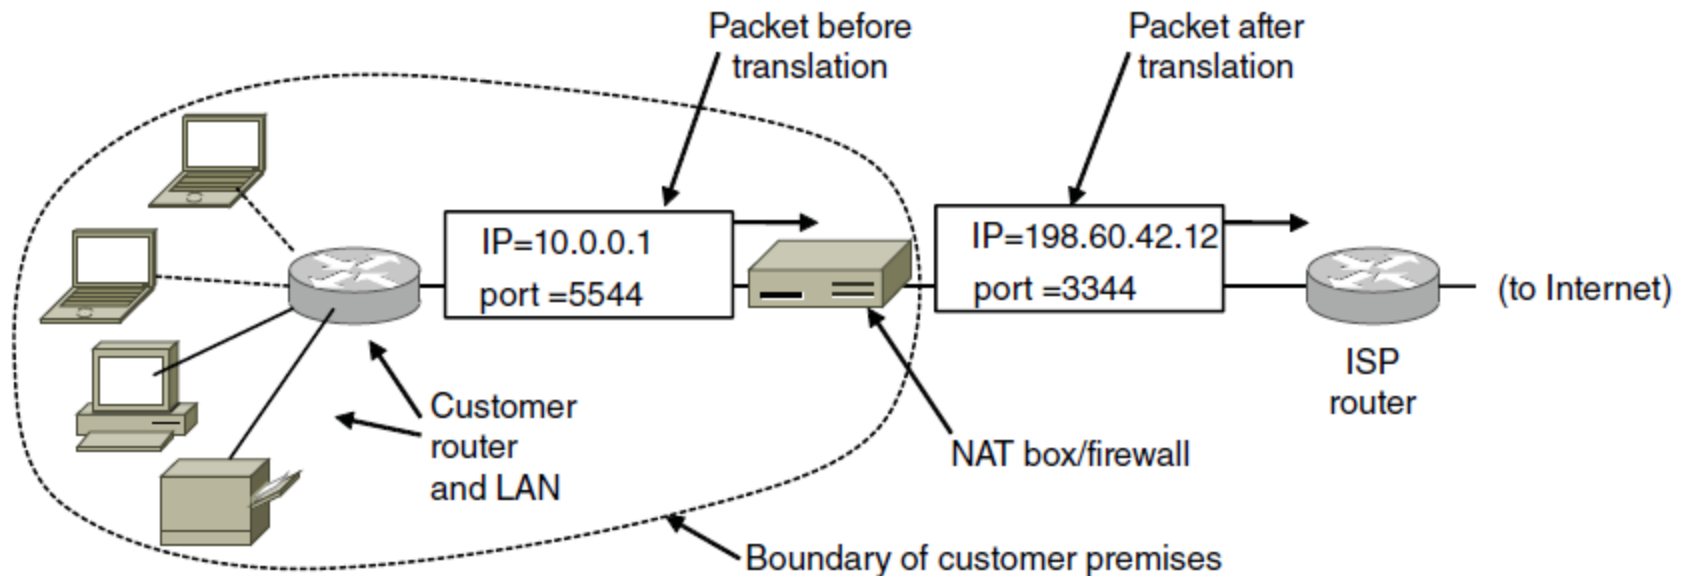 Packet before
translation
Packet after
translation
IP=10.0.0.1
port =5544
IP=198.60.42.12
port =3344
(to Internet)
ISP
router
Customer
router
and LAN
NAT box/firewall
Boundary of customer premises